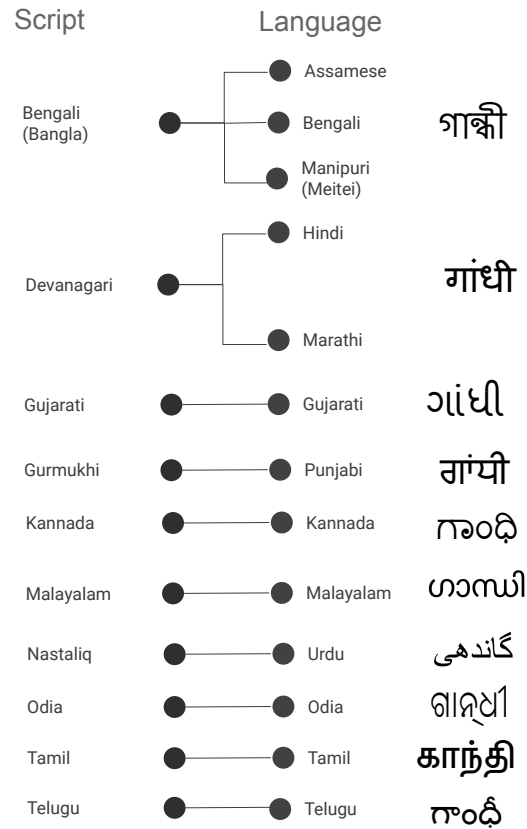 Script Language
Assamese
Bengali
(Bangla)
Bengali গান্ধী
Manipuri
(Meitei)
Hindi
Devanagari गांधी
Marathi
Gujarati Gujarati ગાંધી
Gurmukhi Punjabi ਗਾਂਧੀ
Kannada Kannada ಗಾಂಧಿ
Malayalam Malayalam ഗാന്ധി
Nastaliq Urdu گاندھی
Odia Odia ଗାନ୍ଧୀ
Tamil Tamil காந்தி
Telugu Telugu గాంధీ